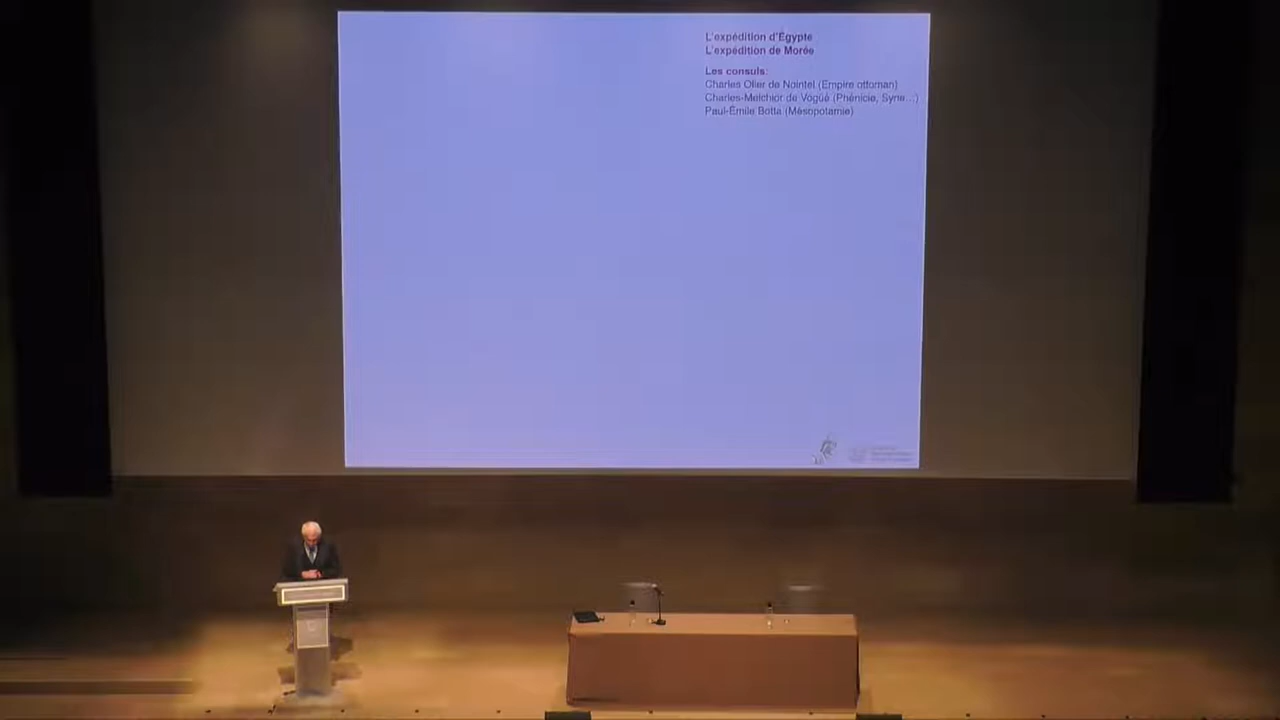 L'expédition d'Égypte
L'expédition de Morée
Les consuls:
Charles Olier de Nointel (Empire ottoman)
Charles-Melchior de Vogüé (Phénicie, Syrie...)
Paul-Émile Botta (Mésopotamie)